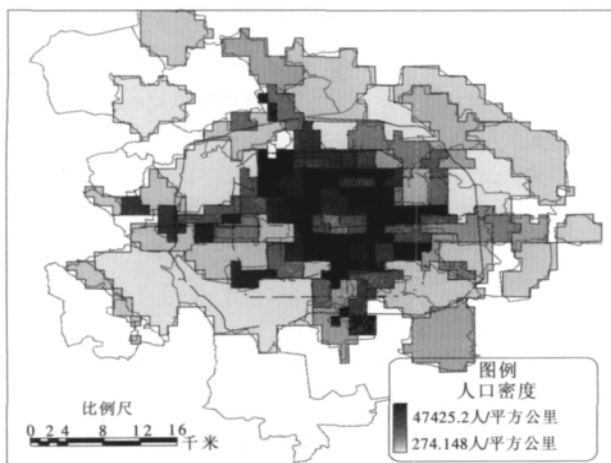 图例
人口密度
47425.2人/平方公里
274.148人/平方公里
比例尺
0 2 4 8 12 16
千米